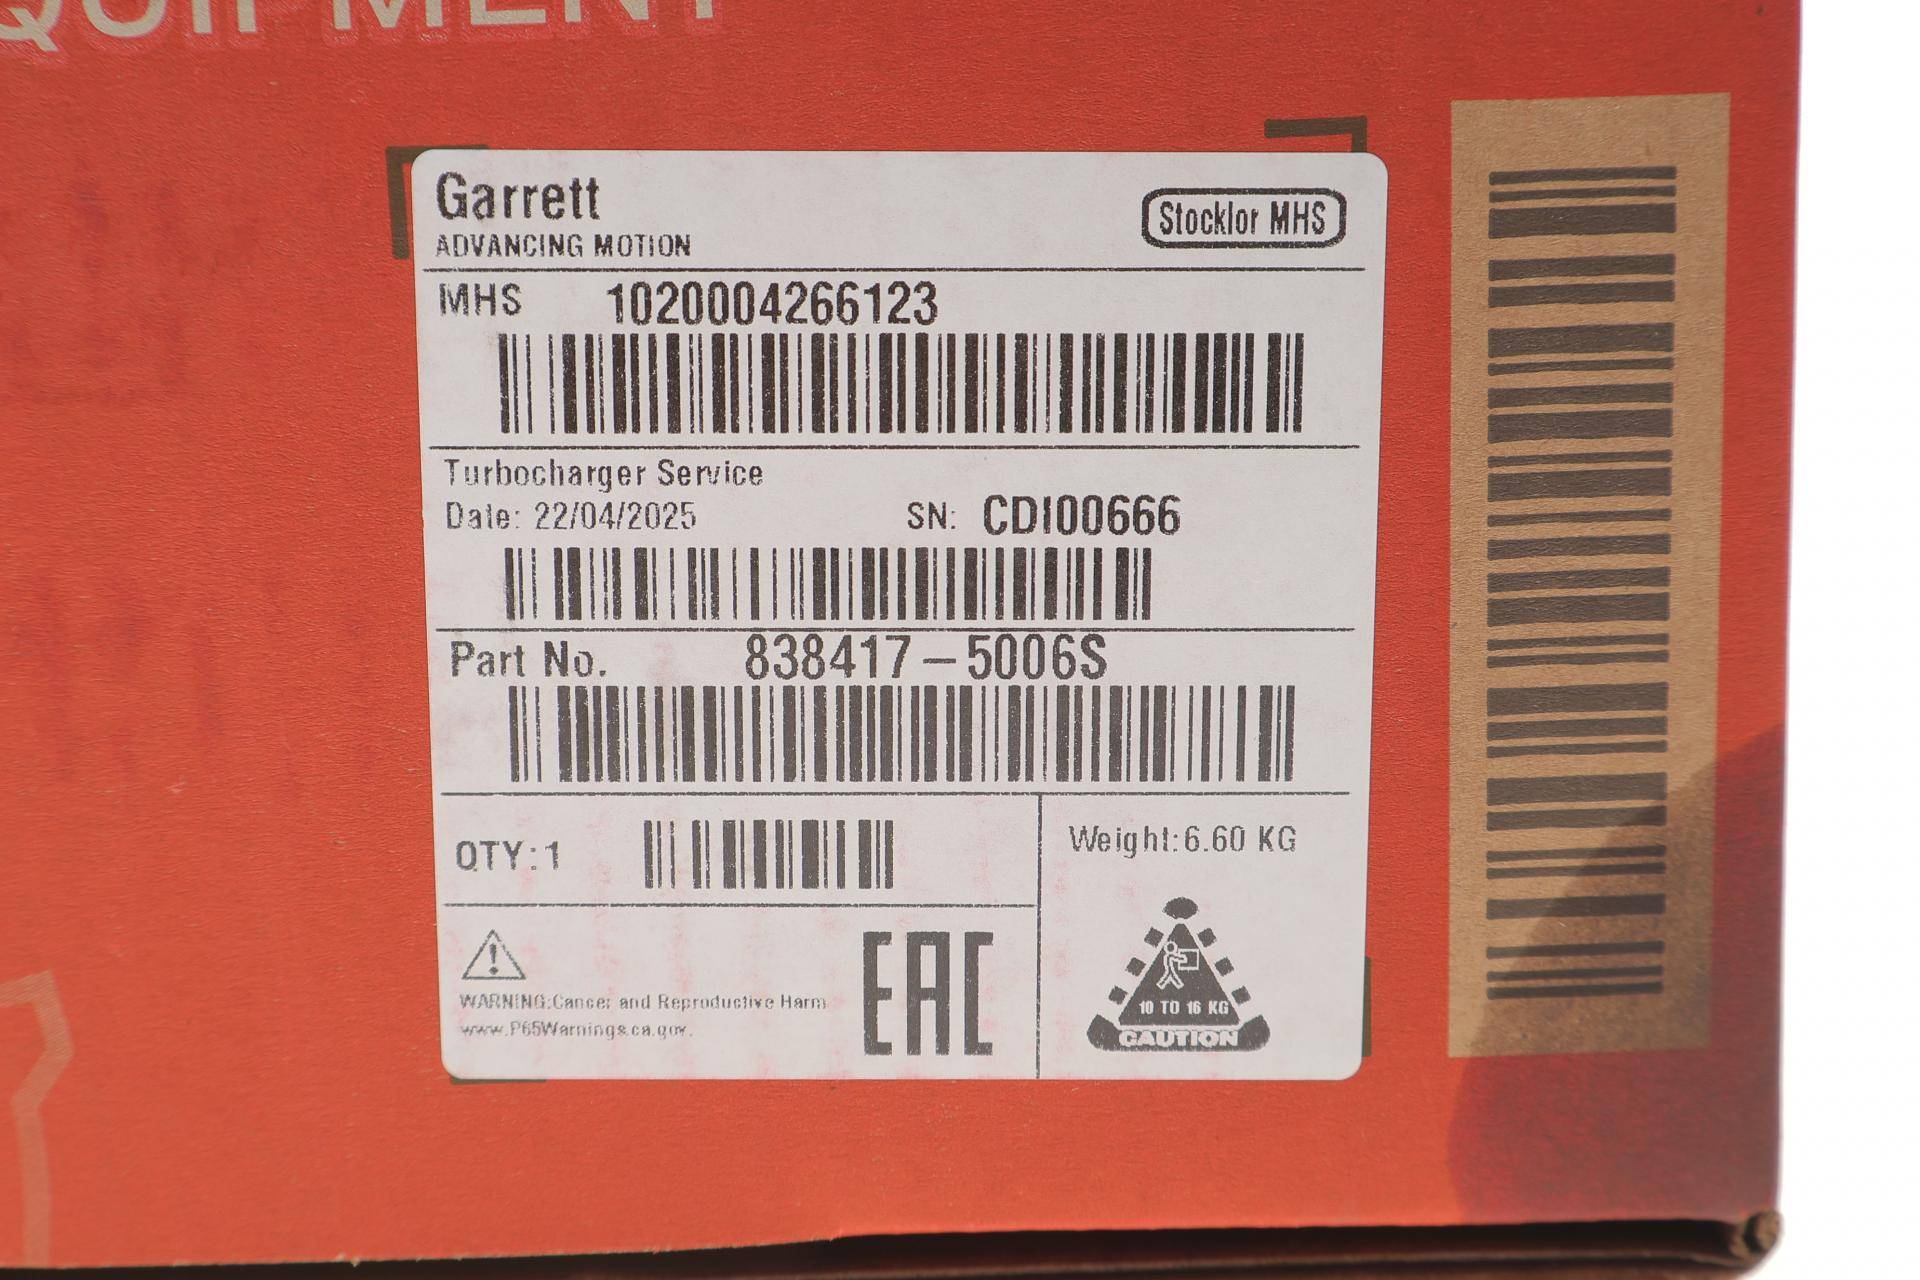 QUIPMENT
Garrett
ADVANCING MOTION
Stocklor MHS
MHS 1020004266123
Turbocharger Service
Date: 22/04/2025 SN: CDI00666
Part No. 838417-5006S
QTY:1
Weight:6.60 KG
WARNING:Cancer and Reproductive Harm
www.P65Warnings.ca.gov.
EAC
10 TO 16 KG
CAUTION